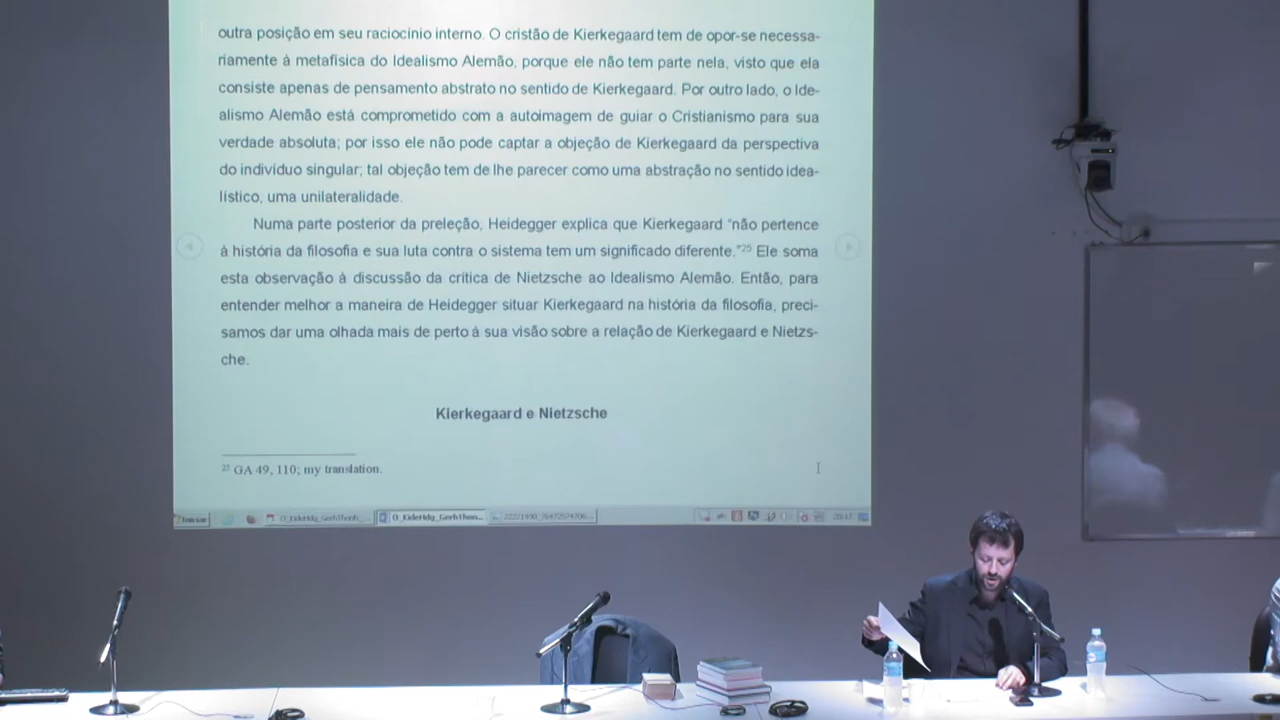 outra posição em seu raciocínio interno. O cristão de Kierkegaard tem de opor-se necessa-
riamente à metafísica do Idealismo Alemão, porque ele não tem parte nela, visto que ela
consiste apenas de pensamento abstrato no sentido de Kierkegaard. Por outro lado, o Ide-
alismo Alemão está comprometido com a autoimagem de guiar o Cristianismo para sua
verdade absoluta; por isso ele não pode captar a objeção de Kierkegaard da perspectiva
do indivíduo singular; tal objeção tem de lhe parecer como uma abstração no sentido idea-
lístico, uma unilateralidade.
Numa parte posterior da preleção, Heidegger explica que Kierkegaard “não pertence
à história da filosofia e sua luta contra o sistema tem um significado diferente.”25 Ele soma
esta observação à discussão da crítica de Nietzsche ao Idealismo Alemão. Então, para
entender melhor a maneira de Heidegger situar Kierkegaard na história da filosofia, preci-
samos dar uma olhada mais de perto à sua visão sobre a relação de Kierkegaard e Nietzs-
che.
Kierkegaard e Nietzsche
25 GA 49, 110; my translation.
Iniciar
20:17